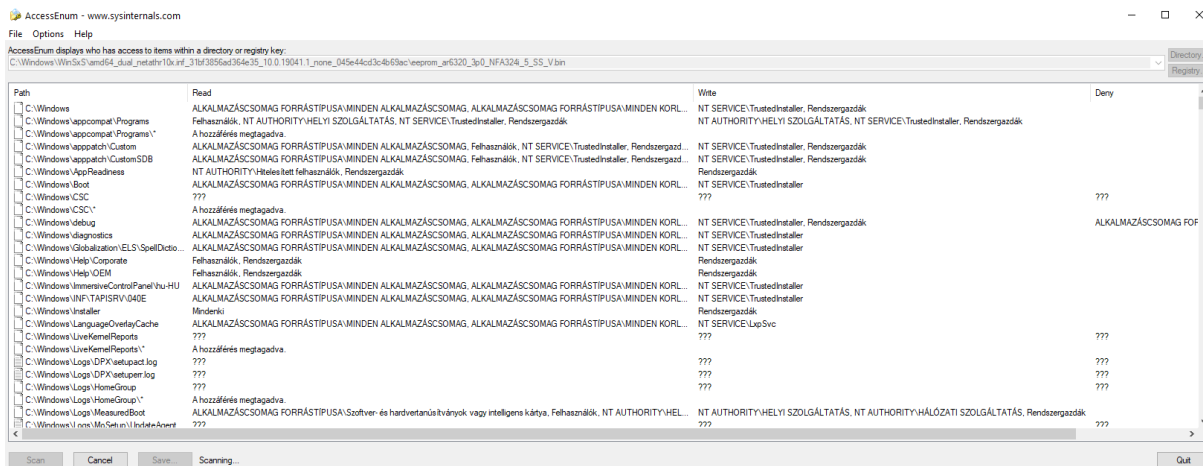 AccessEnum - www.sysinternals.com
File Options Help
AccessEnum displays who has access to items within a directory or registry key:
C:\Windows\WinSxS\amd64_dual_netathr10x.inf_31bf3856ad364e35_10.0.19041.1_none_045e44cd3c4b69ac\eeprom_ar6320_3p0_NFA324i_5_SS_V.bin
Directory...
Registry...
Path Read Write Deny
C:\Windows ALKALMAZÁSCSOMAG FORRÁSTÍPUSA\MINDEN ALKALMAZÁSCSOMAG, ALKALMAZÁSCSOMAG FORRÁSTÍPUSA\MINDEN KORL... NT SERVICE\TrustedInstaller, Rendszergazdák
C:\Windows\appcompat\Programs Felhasználók, NT AUTHORITY\HELYI SZOLGÁLTATÁS, NT SERVICE\TrustedInstaller, Rendszergazdák NT AUTHORITY\HELYI SZOLGÁLTATÁS, NT SERVICE\TrustedInstaller, Rendszergazdák
C:\Windows\appcompat\Programs\* A hozzáférés megtagadva.
C:\Windows\apppatch\Custom ALKALMAZÁSCSOMAG FORRÁSTÍPUSA\MINDEN ALKALMAZÁSCSOMAG, Felhasználók, NT SERVICE\TrustedInstaller, Rendszergazd... NT SERVICE\TrustedInstaller, Rendszergazdák
C:\Windows\apppatch\CustomSDB ALKALMAZÁSCSOMAG FORRÁSTÍPUSA\MINDEN ALKALMAZÁSCSOMAG, Felhasználók, NT SERVICE\TrustedInstaller, Rendszergazd... NT SERVICE\TrustedInstaller, Rendszergazdák
C:\Windows\AppReadiness NT AUTHORITY\Hitelesített felhasználók, Rendszergazdák Rendszergazdák
C:\Windows\Boot ALKALMAZÁSCSOMAG FORRÁSTÍPUSA\MINDEN ALKALMAZÁSCSOMAG, ALKALMAZÁSCSOMAG FORRÁSTÍPUSA\MINDEN KORL... NT SERVICE\TrustedInstaller
C:\Windows\CSC ??? ??? ???
C:\Windows\CSC\* A hozzáférés megtagadva.
C:\Windows\debug ALKALMAZÁSCSOMAG FORRÁSTÍPUSA\MINDEN ALKALMAZÁSCSOMAG, ALKALMAZÁSCSOMAG FORRÁSTÍPUSA\MINDEN KORL... NT SERVICE\TrustedInstaller, Rendszergazdák ALKALMAZÁSCSOMAG FOR
C:\Windows\diagnostics ALKALMAZÁSCSOMAG FORRÁSTÍPUSA\MINDEN ALKALMAZÁSCSOMAG, ALKALMAZÁSCSOMAG FORRÁSTÍPUSA\MINDEN KORL... NT SERVICE\TrustedInstaller
C:\Windows\Globalization\ELS\SpellDictio... ALKALMAZÁSCSOMAG FORRÁSTÍPUSA\MINDEN ALKALMAZÁSCSOMAG, ALKALMAZÁSCSOMAG FORRÁSTÍPUSA\MINDEN KORL... NT SERVICE\TrustedInstaller
C:\Windows\Help\Corporate Felhasználók, Rendszergazdák Rendszergazdák
C:\Windows\Help\OEM Felhasználók, Rendszergazdák Rendszergazdák
C:\Windows\ImmersiveControlPanel\hu-HU ALKALMAZÁSCSOMAG FORRÁSTÍPUSA\MINDEN ALKALMAZÁSCSOMAG, ALKALMAZÁSCSOMAG FORRÁSTÍPUSA\MINDEN KORL... NT SERVICE\TrustedInstaller
C:\Windows\INF\TAPISRV\040E ALKALMAZÁSCSOMAG FORRÁSTÍPUSA\MINDEN ALKALMAZÁSCSOMAG, ALKALMAZÁSCSOMAG FORRÁSTÍPUSA\MINDEN KORL... NT SERVICE\TrustedInstaller
C:\Windows\Installer Mindenki Rendszergazdák
C:\Windows\LanguageOverlayCache ALKALMAZÁSCSOMAG FORRÁSTÍPUSA\MINDEN ALKALMAZÁSCSOMAG, ALKALMAZÁSCSOMAG FORRÁSTÍPUSA\MINDEN KORL... NT SERVICE\LxpSvc
C:\Windows\LiveKernelReports ??? ??? ???
C:\Windows\LiveKernelReports\* A hozzáférés megtagadva.
C:\Windows\Logs\DPX\setupact.log ??? ??? ???
C:\Windows\Logs\DPX\setuperr.log ??? ??? ???
C:\Windows\Logs\HomeGroup ??? ??? ???
C:\Windows\Logs\HomeGroup\* A hozzáférés megtagadva.
C:\Windows\Logs\MeasuredBoot ALKALMAZÁSCSOMAG FORRÁSTÍPUSA\Szoftver- és hardvertanúsítványok vagy intelligens kártya, Felhasználók, NT AUTHORITY\HEL... NT AUTHORITY\HELYI SZOLGÁLTATÁS, NT AUTHORITY\HÁLÓZATI SZOLGÁLTATÁS, Rendszergazdák
C:\Windows\Logs\MoSetup\UpdateAgent ??? ??? ???
Scan Cancel Save... Scanning... Quit